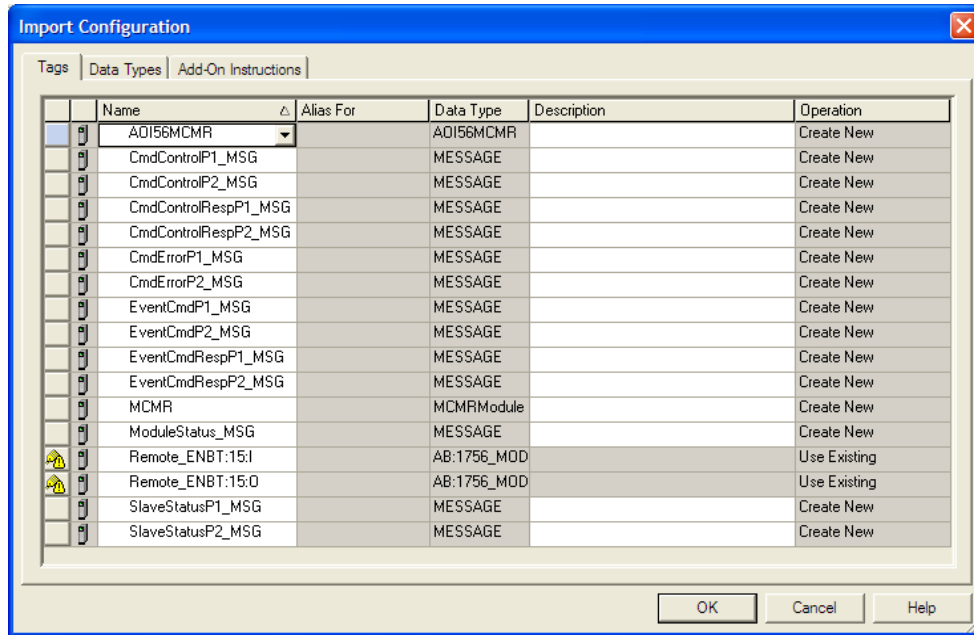 Import Configuration
Tags Data Types Add-On Instructions
Name Alias For Data Type Description Operation
AOI56MCMR AOI56MCMR Create New
CmdControlP1_MSG MESSAGE Create New
CmdControlP2_MSG MESSAGE Create New
CmdControlRespP1_MSG MESSAGE Create New
CmdControlRespP2_MSG MESSAGE Create New
CmdErrorP1_MSG MESSAGE Create New
CmdErrorP2_MSG MESSAGE Create New
EventCmdP1_MSG MESSAGE Create New
EventCmdP2_MSG MESSAGE Create New
EventCmdRespP1_MSG MESSAGE Create New
EventCmdRespP2_MSG MESSAGE Create New
MCMR MCMRModule Create New
ModuleStatus_MSG MESSAGE Create New
Remote_ENBT:15:I AB:1756_MOD Use Existing
Remote_ENBT:15:O AB:1756_MOD Use Existing
SlaveStatusP1_MSG MESSAGE Create New
SlaveStatusP2_MSG MESSAGE Create New
OK Cancel Help